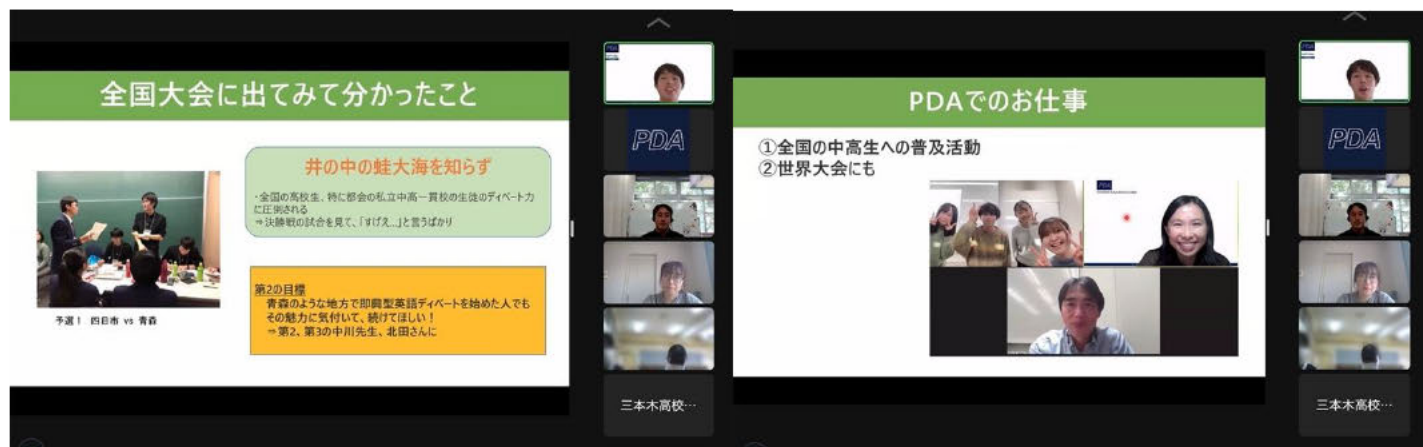 全国大会に出てみて分かったこと
井の中の蛙大海を知らず
・全国の高校生、特に都会の私立中高一貫校の生徒のディベート力
に圧倒される
⇒決勝戦の試合を見て、「すげえ…」と言うばかり
予選1 四日市 vs 青森
第2の目標
青森のような地方で即興型英語ディベートを始めた人でも
その魅力に気付いて、続けてほしい!
⇒第2、第3の中川先生、北田さんに
PDA
PDA
三本木高校…
PDAでのお仕事
①全国の中高生への普及活動
②世界大会にも
PDA
PDA
PDA
三本木高校…